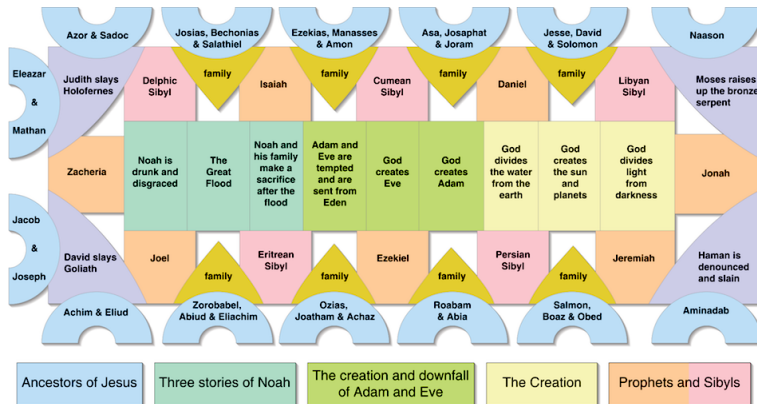 Azor & Sadoc
Josias, Bechonias
& Salathiel
Ezekias, Manasses
& Amon
Asa, Josaphat
& Joram
Jesse, David
& Solomon
Naason
Eleazar
&
Mathan
Judith slays
Holofernes
Delphic
Sibyl
family
Isaiah
family
Cumean
Sibyl
family
Daniel
family
Libyan
Sibyl
Moses raises
up the bronze
serpent
Zacheria
Noah is
drunk and
disgraced
The
Great
Flood
Noah and
his family
make a
sacrifice
after the
flood
Adam and
Eve are
tempted
and are
sent from
Eden
God
creates
Eve
God
creates
Adam
God
divides
the water
from the
earth
God
creates
the sun
and
planets
God
divides
light
from
darkness
Jonah
Jacob
&
Joseph
David slays
Goliath
Joel
family
Eritrean
Sibyl
family
Ezekiel
family
Persian
Sibyl
family
Jeremiah
Haman is
denounced
and slain
Achim & Eliud
Zorobabel,
Abiud & Eliachim
Ozias,
Joatham & Achaz
Roabam
& Abia
Salmon,
Boaz & Obed
Aminadab
Ancestors of Jesus
Three stories of Noah
The creation and downfall
of Adam and Eve
The Creation
Prophets and Sibyls